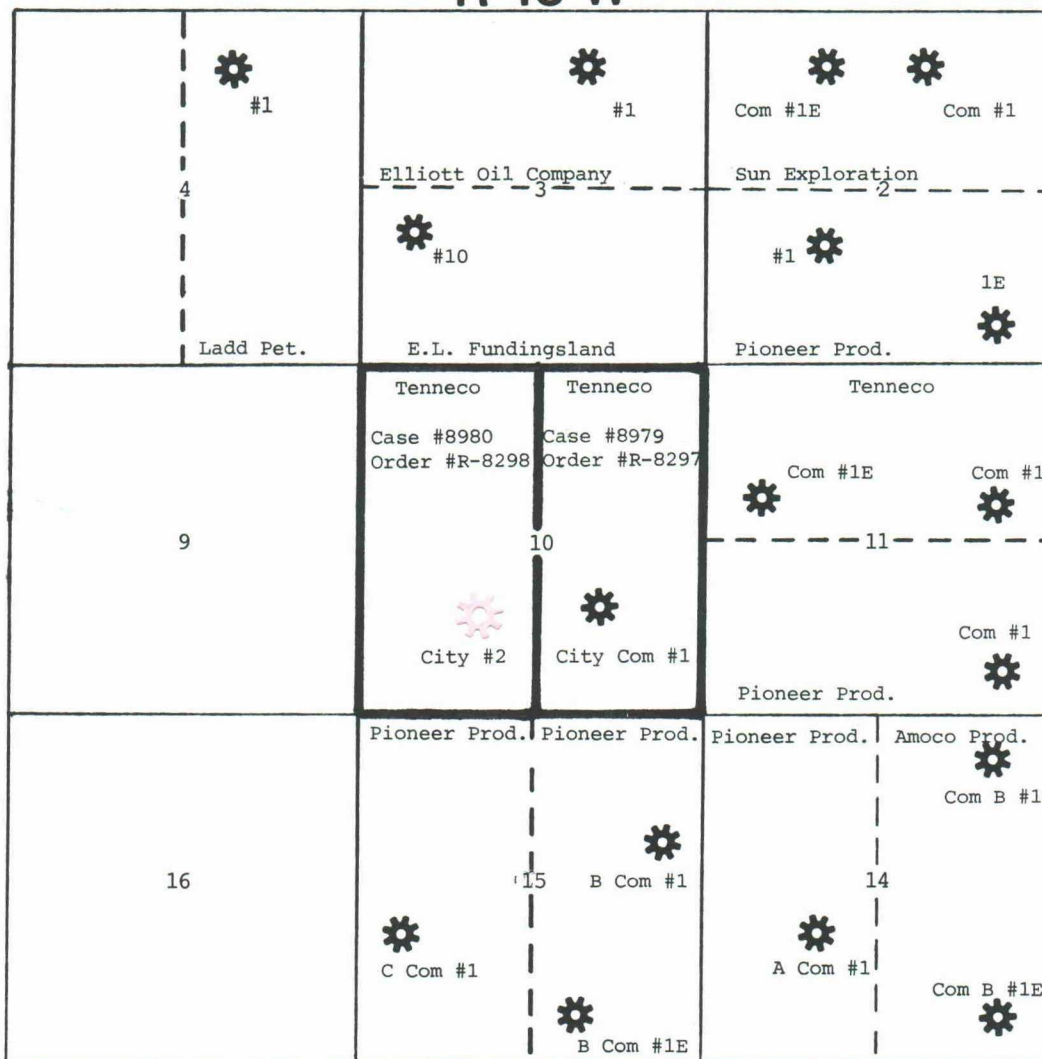 #1
#1
Com #1E
Com #1
4
Elliott Oil Company
3
Sun Exploration
2
#10
#1
1E
Ladd Pet.
E.L. Fundingsland
Pioneer Prod.
Tenneco
Tenneco
Tenneco
Case #8980
Order #R-8298
Case #8979
Order #R-8297
Com #1E
Com #1
9
10
11
City #2
City Com #1
Com #1
Pioneer Prod.
Pioneer Prod.
Pioneer Prod.
Pioneer Prod.
Amoco Prod.
Com B #1
16
15
B Com #1
14
C Com #1
A Com #1
Com B #1E
B Com #1E